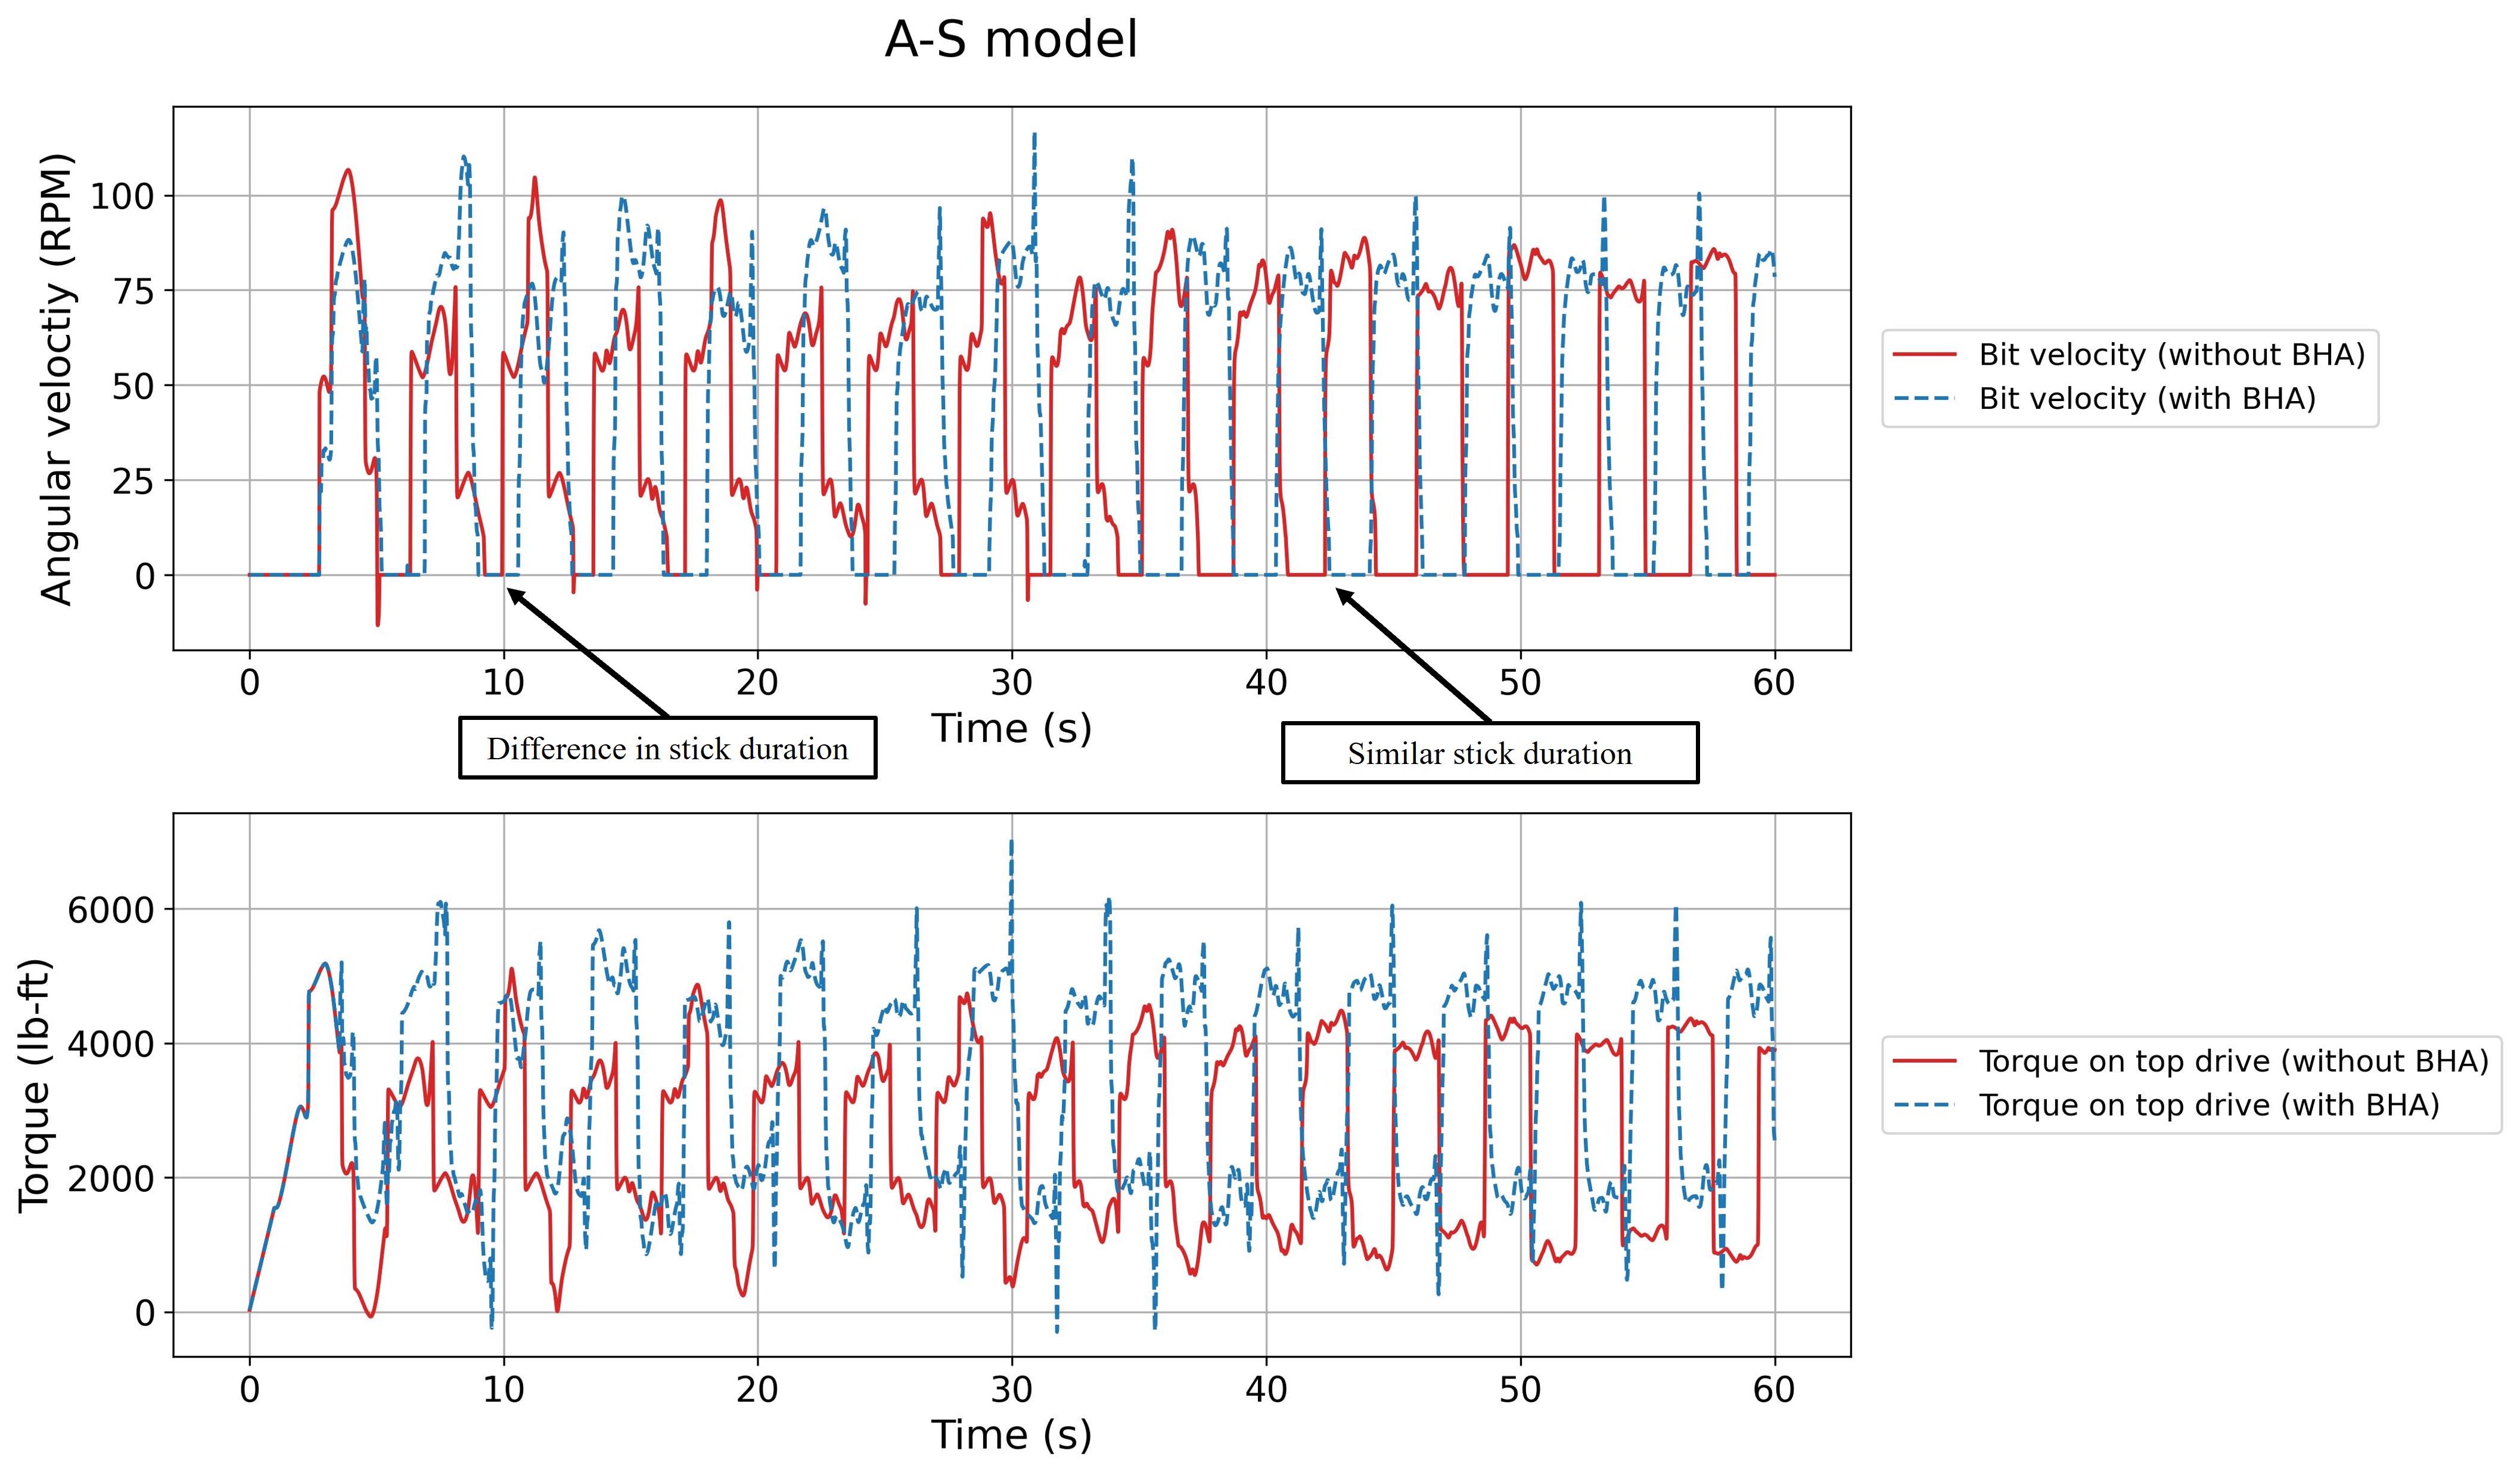 A-S model
Angular veloctiy (RPM)
100
75
50
25
0
0 10 20 30 40 50 60
Time (s)
Bit velocity (without BHA)
Bit velocity (with BHA)
Difference in stick duration
Similar stick duration
Torque (lb-ft)
6000
4000
2000
0
0 10 20 30 40 50 60
Time (s)
Torque on top drive (without BHA)
Torque on top drive (with BHA)